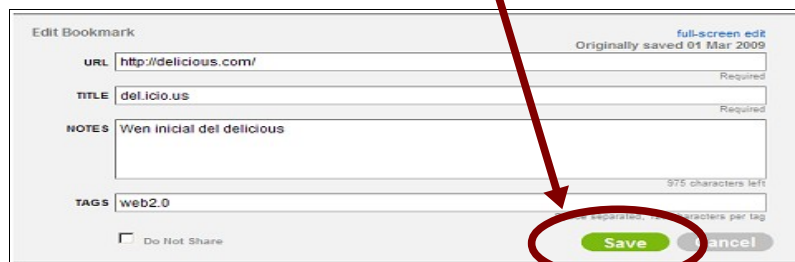 Edit Bookmark
full-screen edit
Originally saved 01 Mar 2009
URL http://delicious.com/
Required
TITLE del.icio.us
Required
NOTES Wen inicial del delicious
975 characters left
TAGS web2.0
separated, characters per tag
Do Not Share
Save Cancel